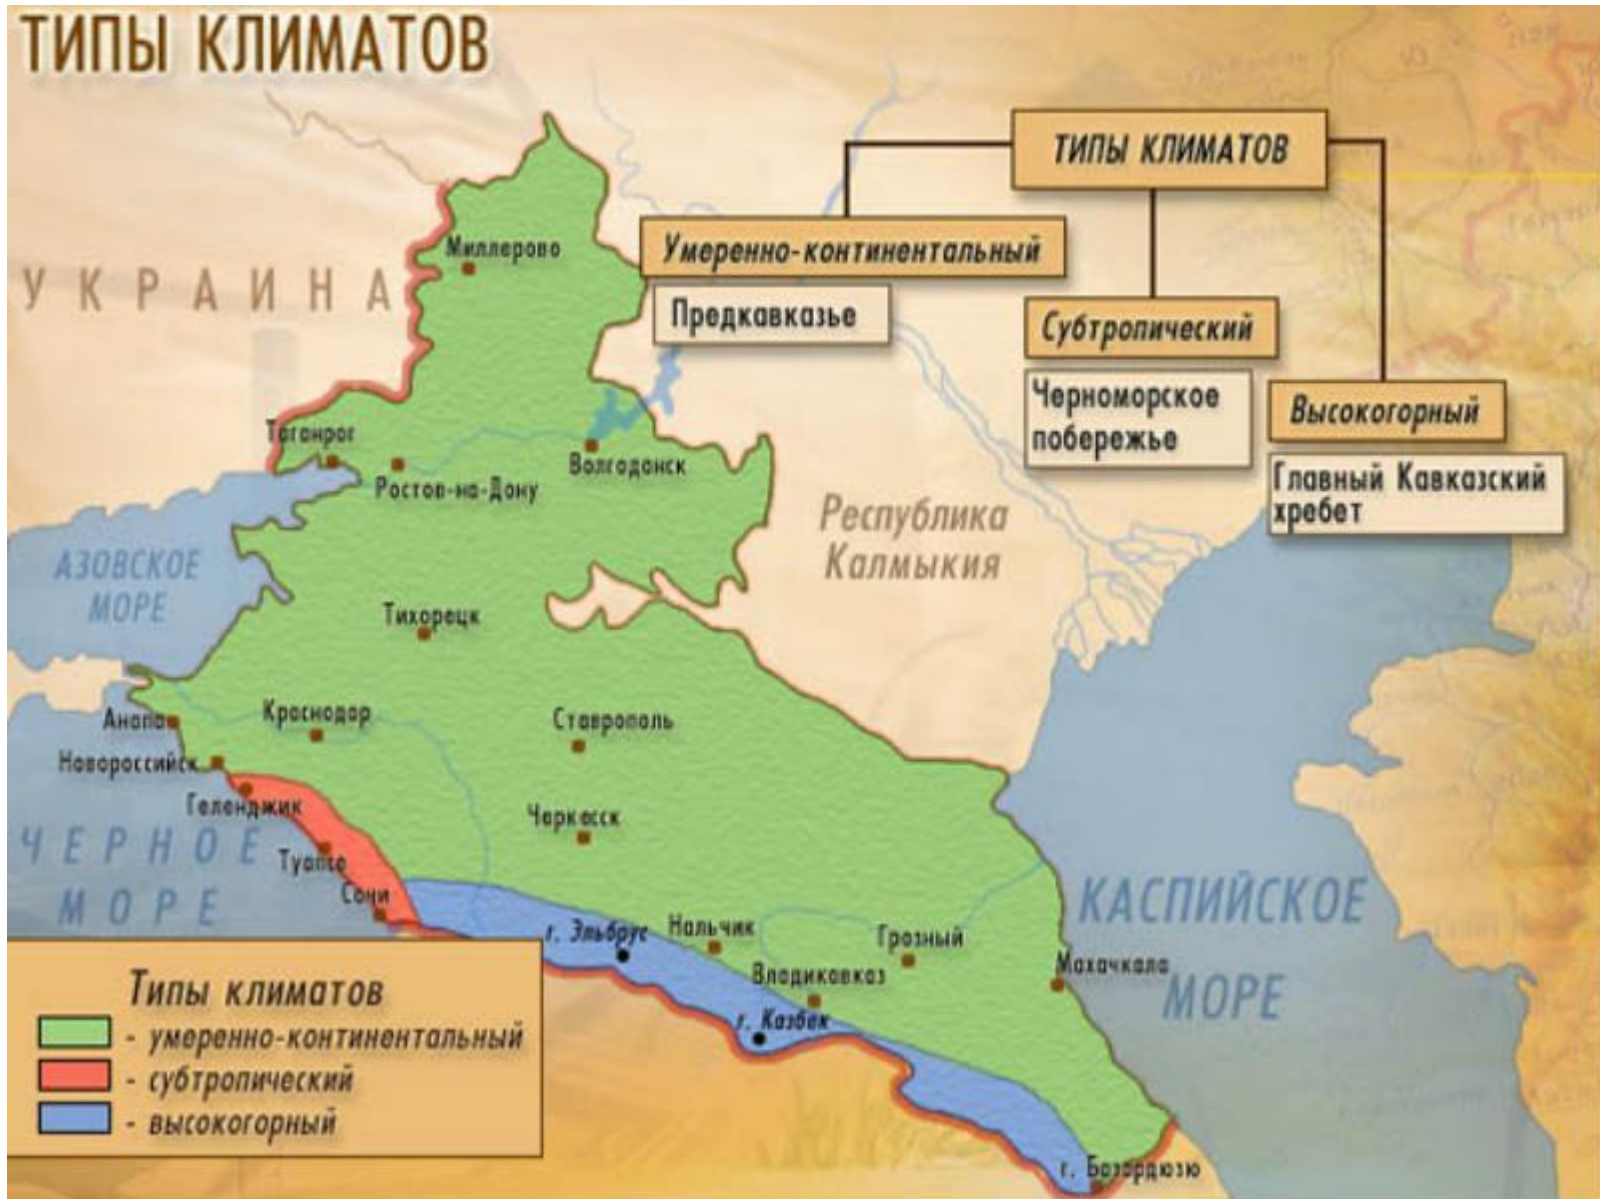 ТИПЫ КЛИМАТОВ
ТИПЫ КЛИМАТОВ
Умеренно-континентальный
Предкавказье
Субтропический
Черноморское
побережье
Высокогорный
Главный Кавказский
хребет
УКРАИНА
Миллерово
Таганрог
Ростов-на-Дону
Волгодонск
Республика
Калмыкия
АЗОВСКОЕ
МОРЕ
Тихорецк
Анапа
Краснодар
Ставрополь
Новороссийск
Геленджик
Черкесск
ЧЕРНОЕ
МОРЕ
Туапсе
Сочи
г. Эльбрус
Нальчик
Грозный
Владикавказ
г. Казбек
Махачкала
КАСПИЙСКОЕ
МОРЕ
г. Базардюзю
Типы климатов
- умеренно-континентальный
- субтропический
- высокогорный